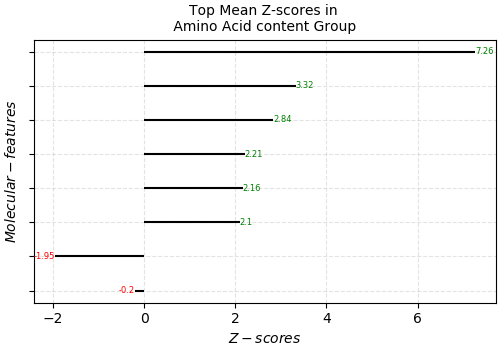 Top Mean Z-scores in
Amino Acid content Group
7.26
3.32
2.84
2.21
2.16
2.1
-1.95
-0.2
Molecular − features
−2 0 2 4 6
Z − scores